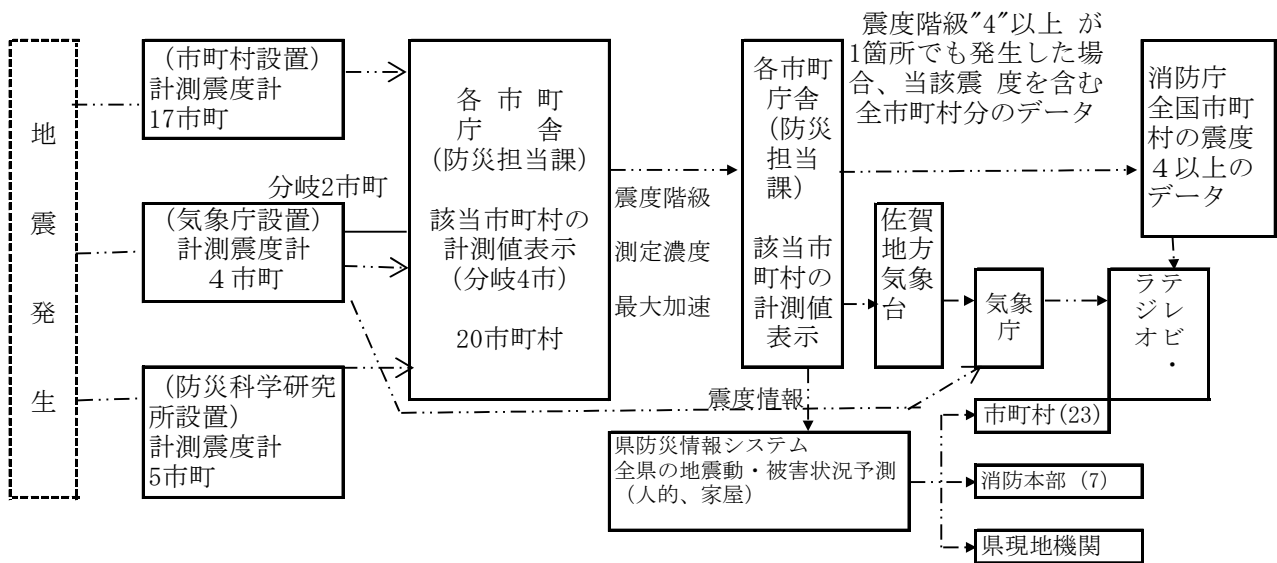 地
震
発
生
（市町村設置）
計測震度計
17市町
分岐2市町
（気象庁設置）
計測震度計
４市町
（防災科学研究
所設置）
計測震度計
5市町
各 市 町
庁　　舎
(防災担当課)
該当市町村の
計測値表示
(分岐4市)
20市町村
震度階級
測定濃度
最大加速
各市町
庁舎
(防災
担当
課)
該当市
町村の
計測値
表示
震度階級"4"以上 が
1箇所でも発生した場
合、当該震 度を含む
全市町村分のデータ
消防庁
全国市町
村の震度
４以上の
データ
佐賀
地方
気象
台
気象
庁
テレビ・
ラジオ
震度情報
県防災情報システム
全県の地震動・被害状況予測
（人的、家屋）
市町村(23)
消防本部 (7)
県現地機関